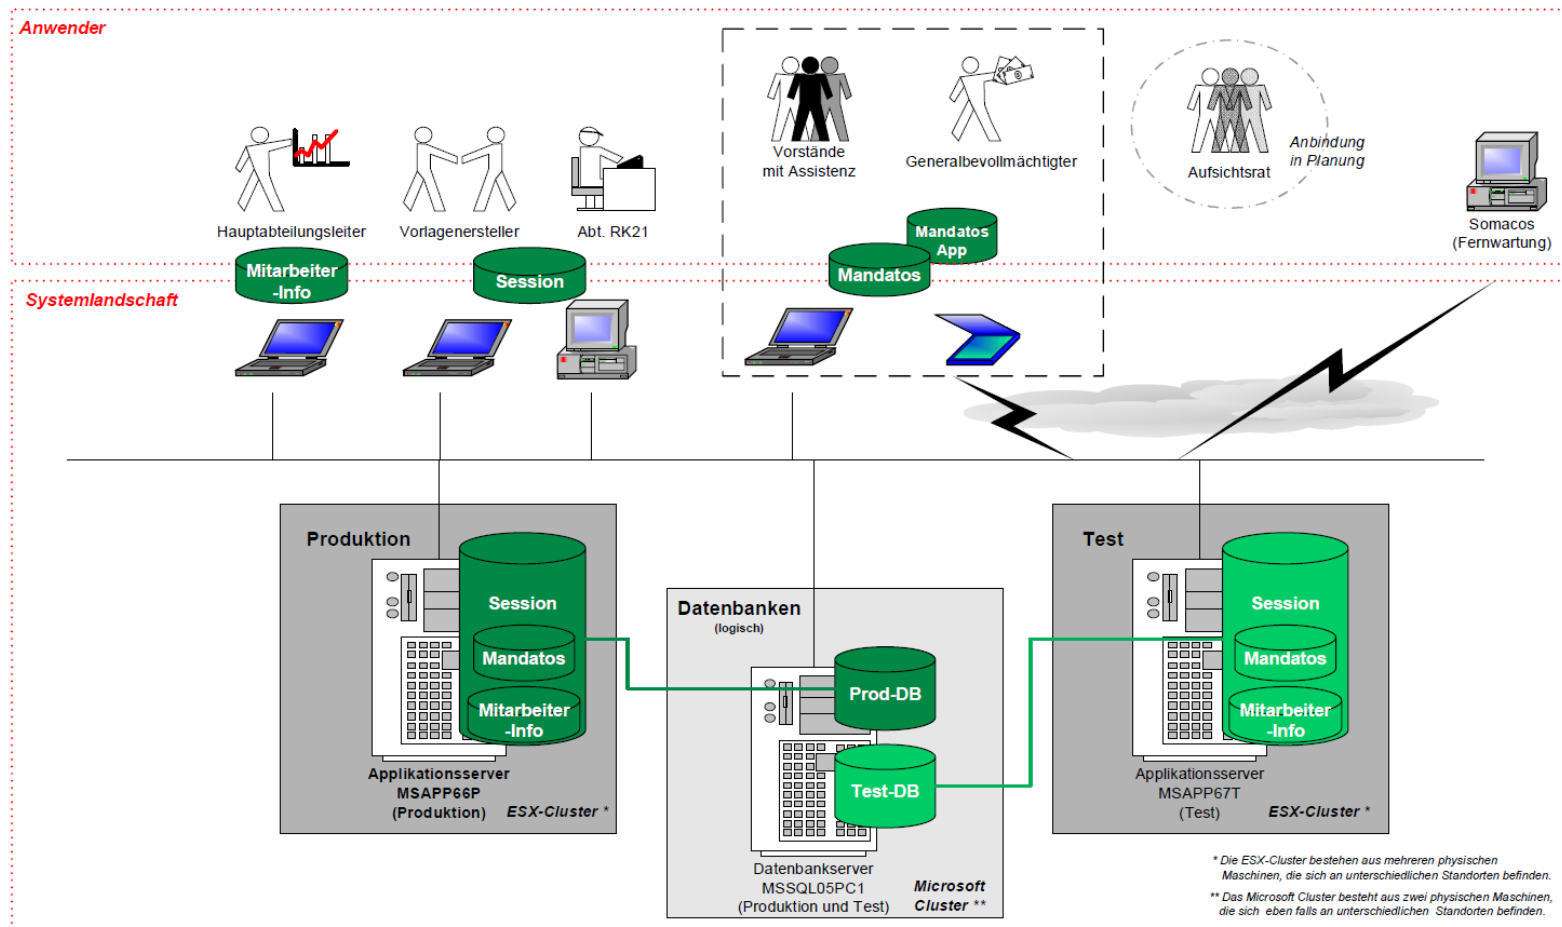 Anwender
Vorstände
mit Assistenz
Generalbevollmächtigter
Aufsichtsrat
Anbindung
in Planung
Hauptabteilungsleiter
Vorlagenersteller
Abt. RK21
Somacos
(Fernwartung)
Mitarbeiter
-Info
Session
Mandatos
App
Mandatos
Systemlandschaft
Produktion
Session
Mandatos
Mitarbeiter
-Info
Applikationsserver
MSAPP66P
(Produktion)
ESX-Cluster *
Datenbanken
(logisch)
Prod-DB
Test-DB
Datenbankserver
MSSQL05PC1
(Produktion und Test)
Microsoft
Cluster **
Test
Session
Mandatos
Mitarbeiter
-Info
Applikationsserver
MSAPP67T
(Test)
ESX-Cluster *
* Die ESX-Cluster bestehen aus mehreren physischen
Maschinen, die sich an unterschiedlichen Standorten befinden.
** Das Microsoft Cluster besteht aus zwei physischen Maschinen,
die sich eben falls an unterschiedlichen Standorten befinden.